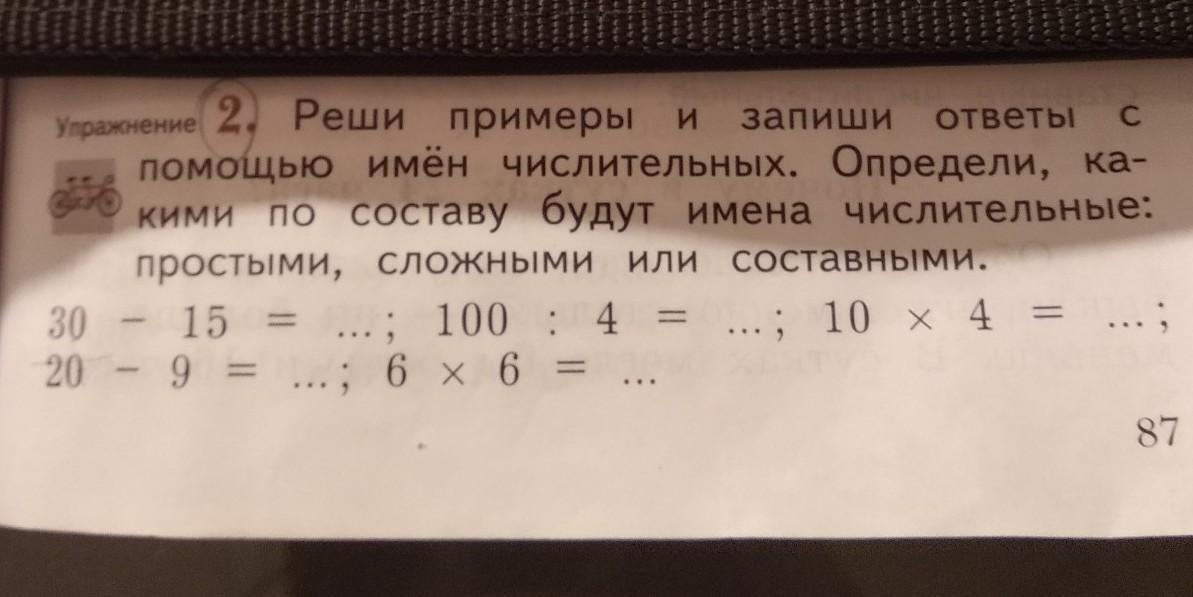 Упражнение 2. Реши примеры и запиши ответы с
помощью имён числительных. Определи, ка-
кими по составу будут имена числительные:
простыми, сложными или составными.
30 – 15 = ...; 100 : 4 = ...; 10 × 4 = ...;
20 – 9 = ...; 6 × 6 = ...
87